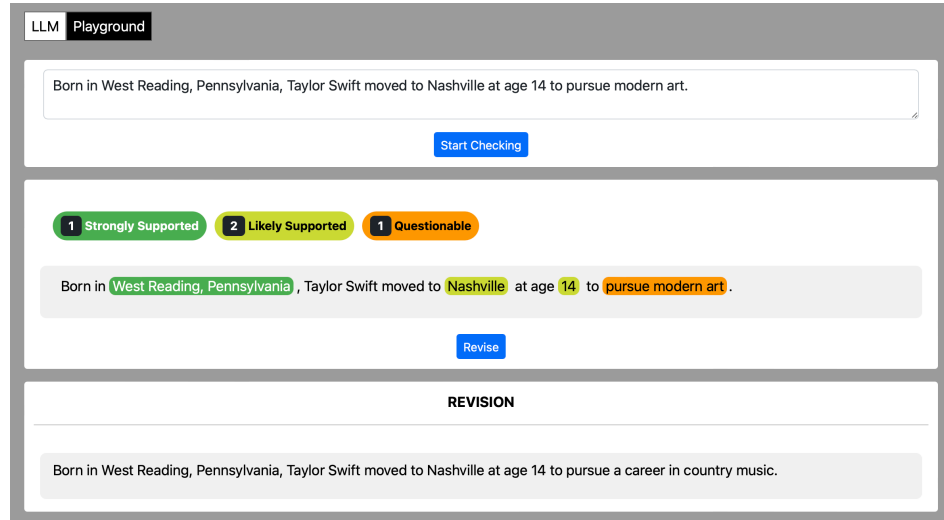 LLM Playground
Born in West Reading, Pennsylvania, Taylor Swift moved to Nashville at age 14 to pursue modern art.
Start Checking
1 Strongly Supported 2 Likely Supported 1 Questionable
Born in West Reading, Pennsylvania , Taylor Swift moved to Nashville at age 14 to pursue modern art .
Revise
REVISION
Born in West Reading, Pennsylvania, Taylor Swift moved to Nashville at age 14 to pursue a career in country music.